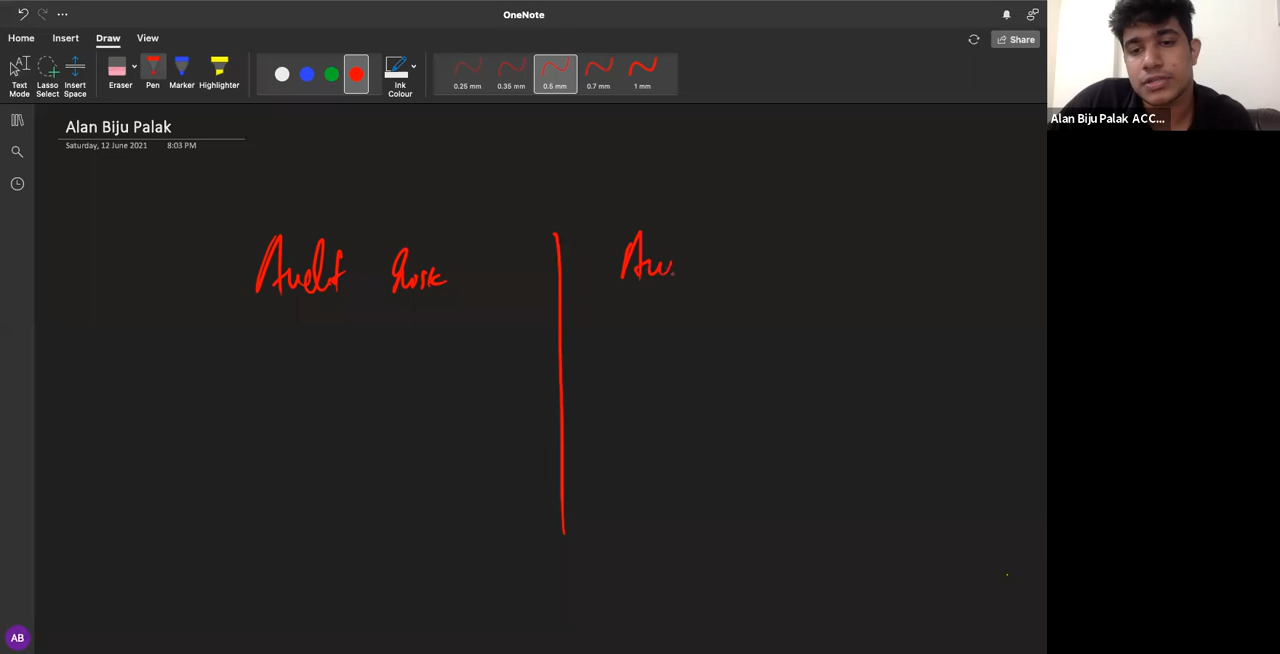 OneNote
Home Insert Draw View
Share
Text Mode
Lasso Select
Insert Space
Eraser
Pen
Marker
Highlighter
Ink Colour
0.25 mm
0.35 mm
0.5 mm
0.7 mm
1 mm
Alan Biju Palak ACC...
Alan Biju Palak
Saturday, 12 June 2021 8:03 PM
Audit Risk
Au
AB